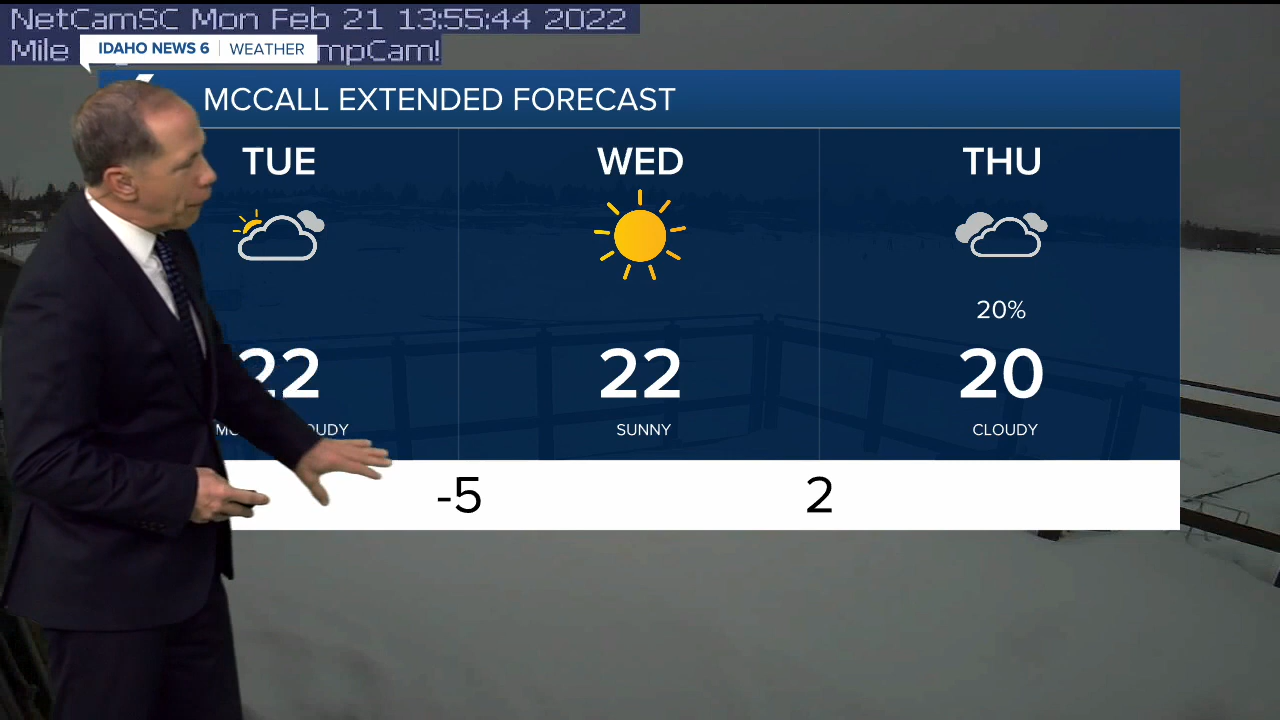 NetCamSC Mon Feb 21 13:55:44 2022
Mile mpCam!
IDAHO NEWS 6 WEATHER
MCCALL EXTENDED FORECAST
TUE WED THU
20%
22 22 20
SUNNY CLOUDY
-5 2